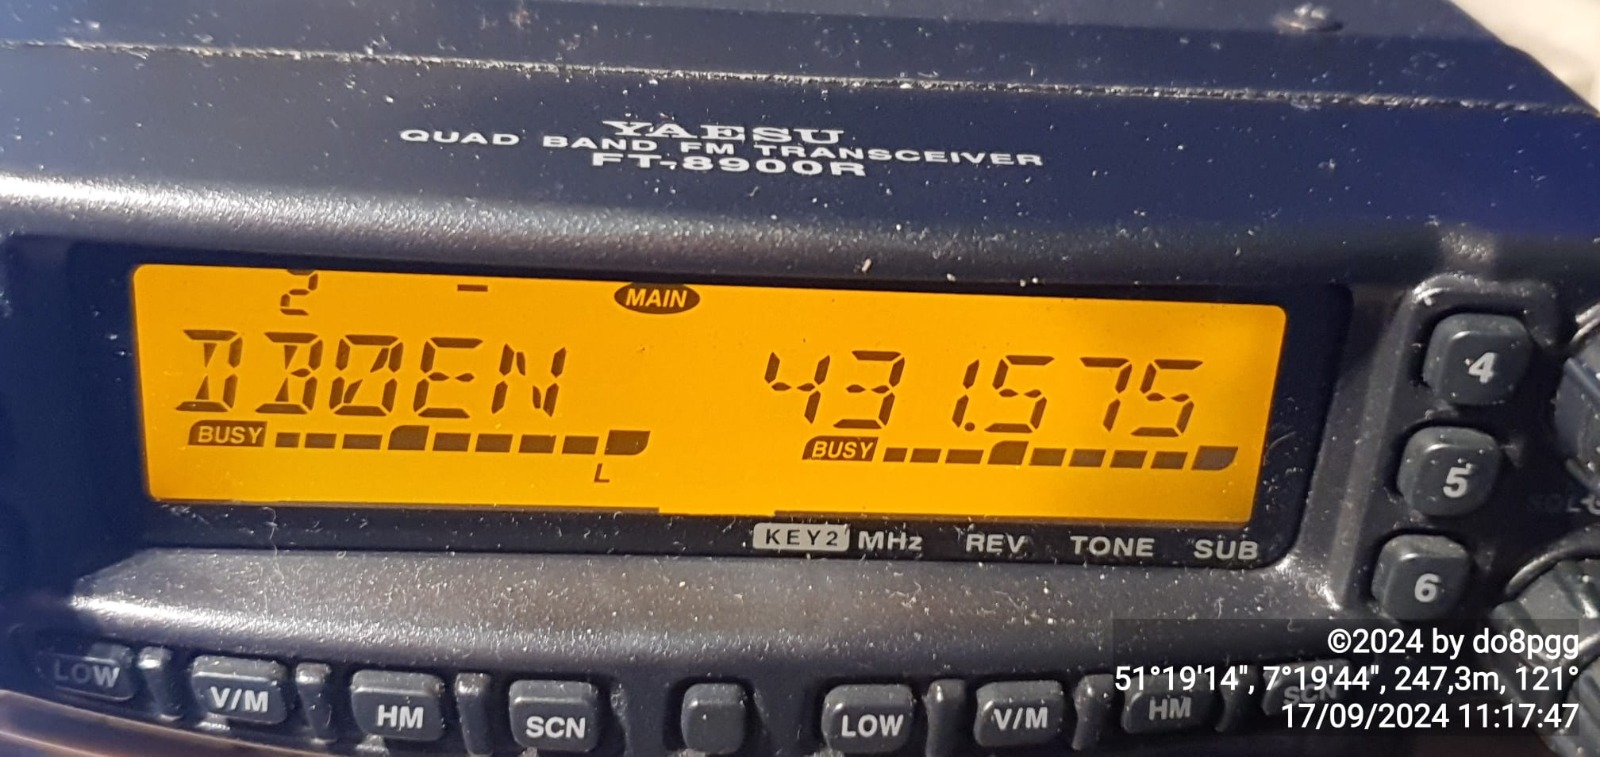 YAESU
QUAD BAND FM TRANSCEIVER
FT-8900R
2 - MAIN
DBØEN 431.575
BUSY BUSY
L
KEY2 MHz REV TONE SUB
4
5
6
LOW V/M HM SCN LOW V/M HM SCN
©2024 by do8pgg
51°19'14", 7°19'44", 247,3m, 121°
17/09/2024 11:17:47